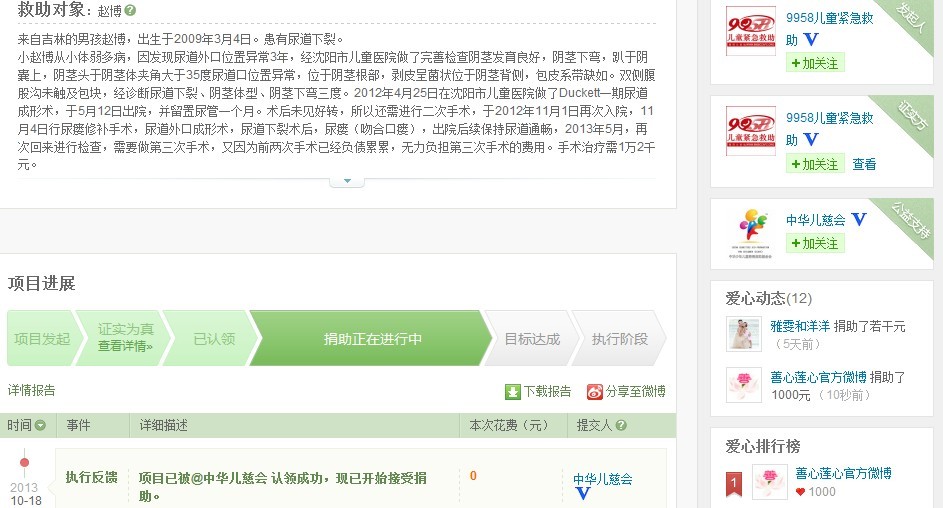 救助对象: 赵博
来自吉林的男孩赵博，出生于2009年3月4日。患有尿道下裂。
小赵博从小体弱多病，因发现尿道外口位置异常3年，经沈阳市儿童医院做了完善检查阴茎发育良好，阴茎下弯，趴于阴
囊上，阴茎头于阴茎体夹角大于35度尿道口位置异常，位于阴茎根部，剥皮呈菌状位于阴茎背侧，包皮系带缺如。双侧腹
股沟未触及包块，经诊断尿道下裂、阴茎体型、阴茎下弯三度。2012年4月25日在沈阳市儿童医院做了Duckett一期尿道
成形术，于5月12日出院，并留置尿管一个月。术后未见好转，所以还需进行二次手术，于2012年11月1日再次入院，11
月4日行尿瘘修补手术，尿道外口成形术，尿道下裂术后，尿瘘（吻合口瘘），出院后续保持尿道通畅，2013年5月，再
次回来进行检查，需要做第三次手术，又因为前两次手术已经负债累累，无力负担第三次手术的费用。手术治疗需1万2千
元。
项目进展
项目发起
证实为真
查看详情»
已认领
捐助正在进行中
目标达成
执行阶段
详情报告
下载报告
分享至微博
时间
事件
详细描述
本次花费（元）
提交人
2013
10-18
执行反馈
项目已被@中华儿慈会 认领成功，现已开始接受捐
助。
0
中华儿慈会
V
发起人
儿童紧急救助
9958儿童紧急救
助 V
+加关注
证实方
儿童紧急救助
9958儿童紧急救
助 V
+加关注 查看
公益支持
中华儿慈会 V
+加关注
爱心动态(12)
雅雯和洋洋 捐助了若干元
（5天前）
善心莲心官方微博 捐助了
1000元 （10秒前）
爱心排行榜
1
善心莲心官方微博
1000